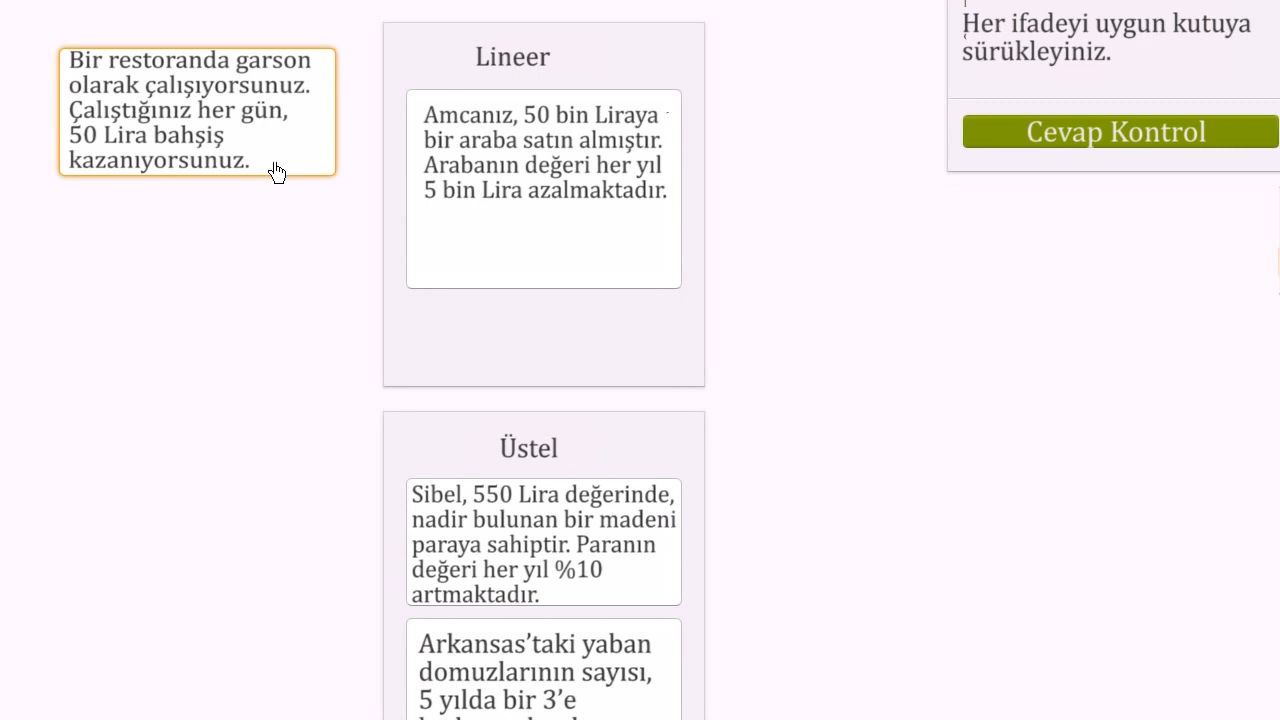 Bir restoranda garson
olarak çalışıyorsunuz.
Çalıştığınız her gün,
50 Lira bahşiş
kazanıyorsunuz.
Lineer
Amcanız, 50 bin Liraya
bir araba satın almıştır.
Arabanın değeri her yıl
5 bin Lira azalmaktadır.
Üstel
Sibel, 550 Lira değerinde,
nadir bulunan bir madeni
paraya sahiptir. Paranın
değeri her yıl %10
artmaktadır.
Arkansas’taki yaban
domuzlarının sayısı,
5 yılda bir 3’e
Her ifadeyi uygun kutuya
sürükleyiniz.
Cevap Kontrol